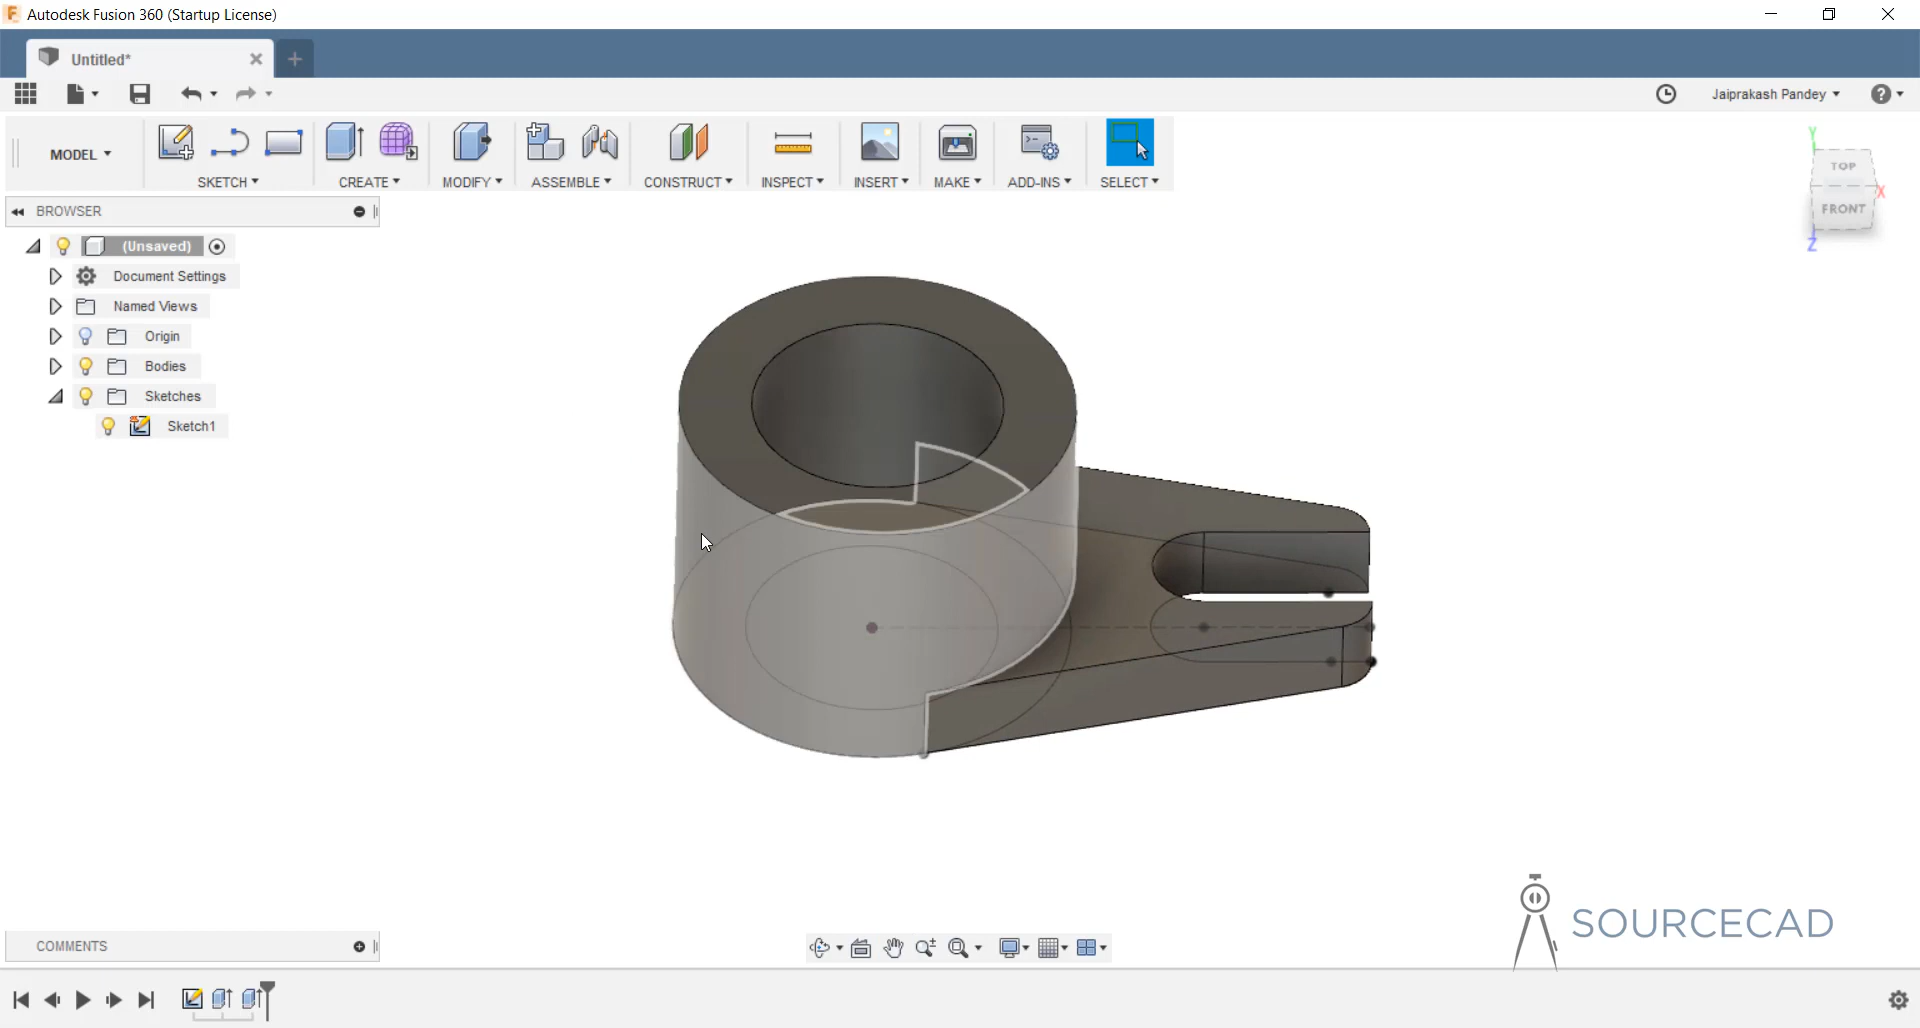 Autodesk Fusion 360 (Startup License)
Untitled*
Jaiprakash Pandey
MODEL
SKETCH
CREATE
MODIFY
ASSEMBLE
CONSTRUCT
INSPECT
INSERT
MAKE
ADD-INS
SELECT
Y
TOP
X
FRONT
Z
BROWSER
(Unsaved)
Document Settings
Named Views
Origin
Bodies
Sketches
Sketch1
SOURCECAD
COMMENTS